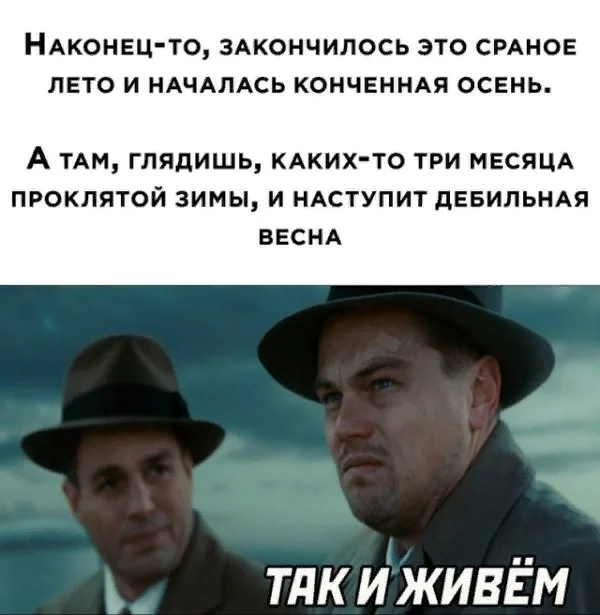 Наконец-то, закончилось это сраное
лето и началась конченная осень.
А там, глядишь, каких-то три месяца
проклятой зимы, и наступит дебильная
весна
ТАК И ЖИВЁМ